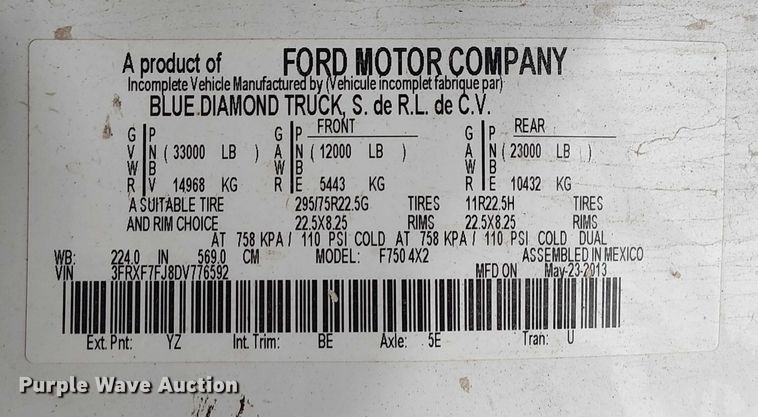 A product of FORD MOTOR COMPANY
Incomplete Vehicle Manufactured by (Vehicule incomplet fabrique par)
BLUE DIAMOND TRUCK, S. de R.L. de C.V.
FRONT REAR
G P G P G P
V N ( 33000 LB ) A N ( 12000 LB ) A N ( 23000 LB )
W B W B W B
R V 14968 KG R E 5443 KG R E 10432 KG
A SUITABLE TIRE 295/75R22.5G TIRES 11R22.5H TIRES
AND RIM CHOICE 22.5X8.25 RIMS 22.5X8.25 RIMS
AT 758 KPA/ 110 PSI COLD AT 758 KPA/ 110 PSI COLD DUAL
WB: 224.0 IN 569.0 CM MODEL: F750 4X2 ASSEMBLED IN MEXICO
VIN 3FRXF7FJ8DV776592 MFD ON May-23-2013
Ext. Pnt: YZ Int. Trim: BE Axle: 5E Tran: U
Purple Wave Auction